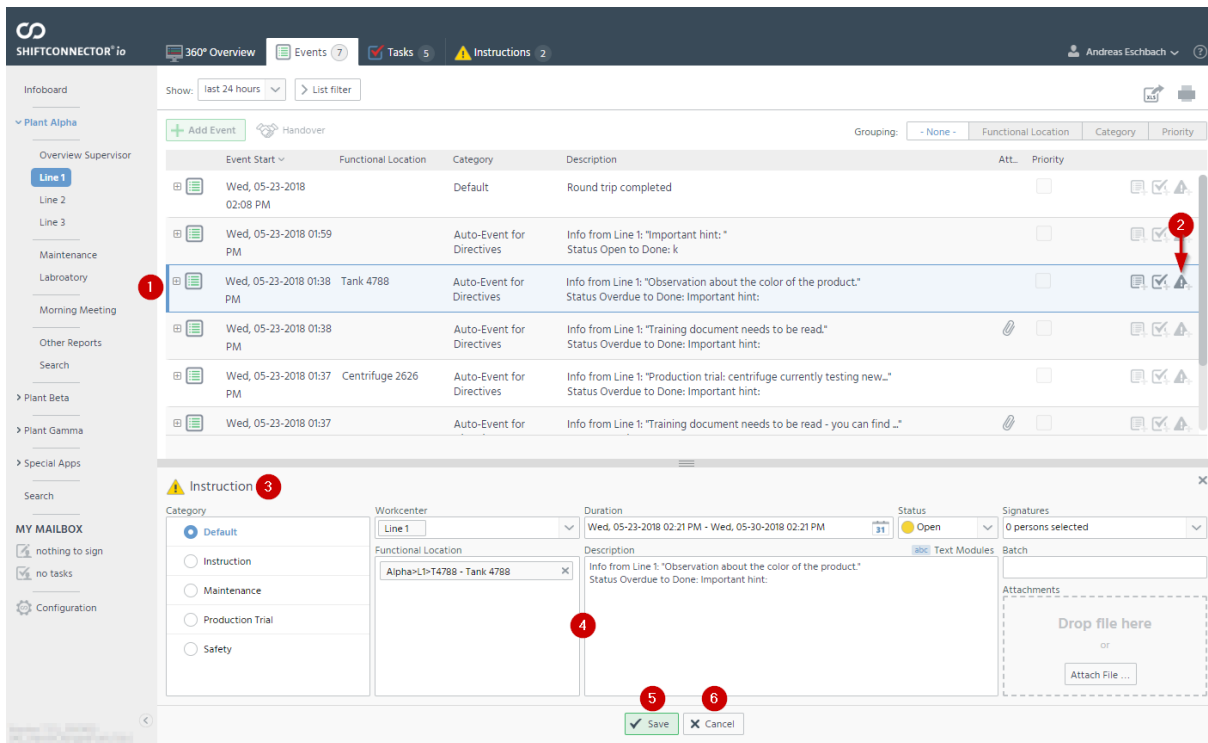 SHIFTCONNECTOR® io
360° Overview
Events 7
Tasks 5
Instructions 2
Andreas Eschbach
?
Infoboard
Plant Alpha
Overview Supervisor
Line 1
Line 2
Line 3
Maintenance
Labroatory
Morning Meeting
Other Reports
Search
Plant Beta
Plant Gamma
Special Apps
Search
MY MAILBOX
nothing to sign
no tasks
Configuration
Show: last 24 hours > List filter
XLS
Add Event Handover
Grouping: - None - Functional Location Category Priority
Event Start Functional Location Category Description Att... Priority
Wed, 05-23-2018 Default Round trip completed
02:08 PM
Wed, 05-23-2018 01:59 Auto-Event for Info from Line 1: "Important hint: "
PM Directives Status Open to Done: k
2
1
Wed, 05-23-2018 01:38 Tank 4788 Auto-Event for Info from Line 1: "Observation about the color of the product."
PM Directives Status Overdue to Done: Important hint:
Wed, 05-23-2018 01:38 Auto-Event for Info from Line 1: "Training document needs to be read."
PM Directives Status Overdue to Done: Important hint:
Wed, 05-23-2018 01:37 Centrifuge 2626 Auto-Event for Info from Line 1: "Production trial: centrifuge currently testing new..."
PM Directives Status Overdue to Done: Important hint:
Wed, 05-23-2018 01:37 Auto-Event for Info from Line 1: "Training document needs to be read - you can find ..."
Instruction 3
Category
Default
Instruction
Maintenance
Production Trial
Safety
Workcenter
Line 1
Functional Location
Alpha>L1>T4788 - Tank 4788
Duration
Wed, 05-23-2018 02:21 PM - Wed, 05-30-2018 02:21 PM 31
Status
Open
Signatures
0 persons selected
Description abc Text Modules
Info from Line 1: "Observation about the color of the product."
Status Overdue to Done: Important hint:
4
Batch
Attachments
Drop file here
or
Attach File ...
5 6
Save Cancel